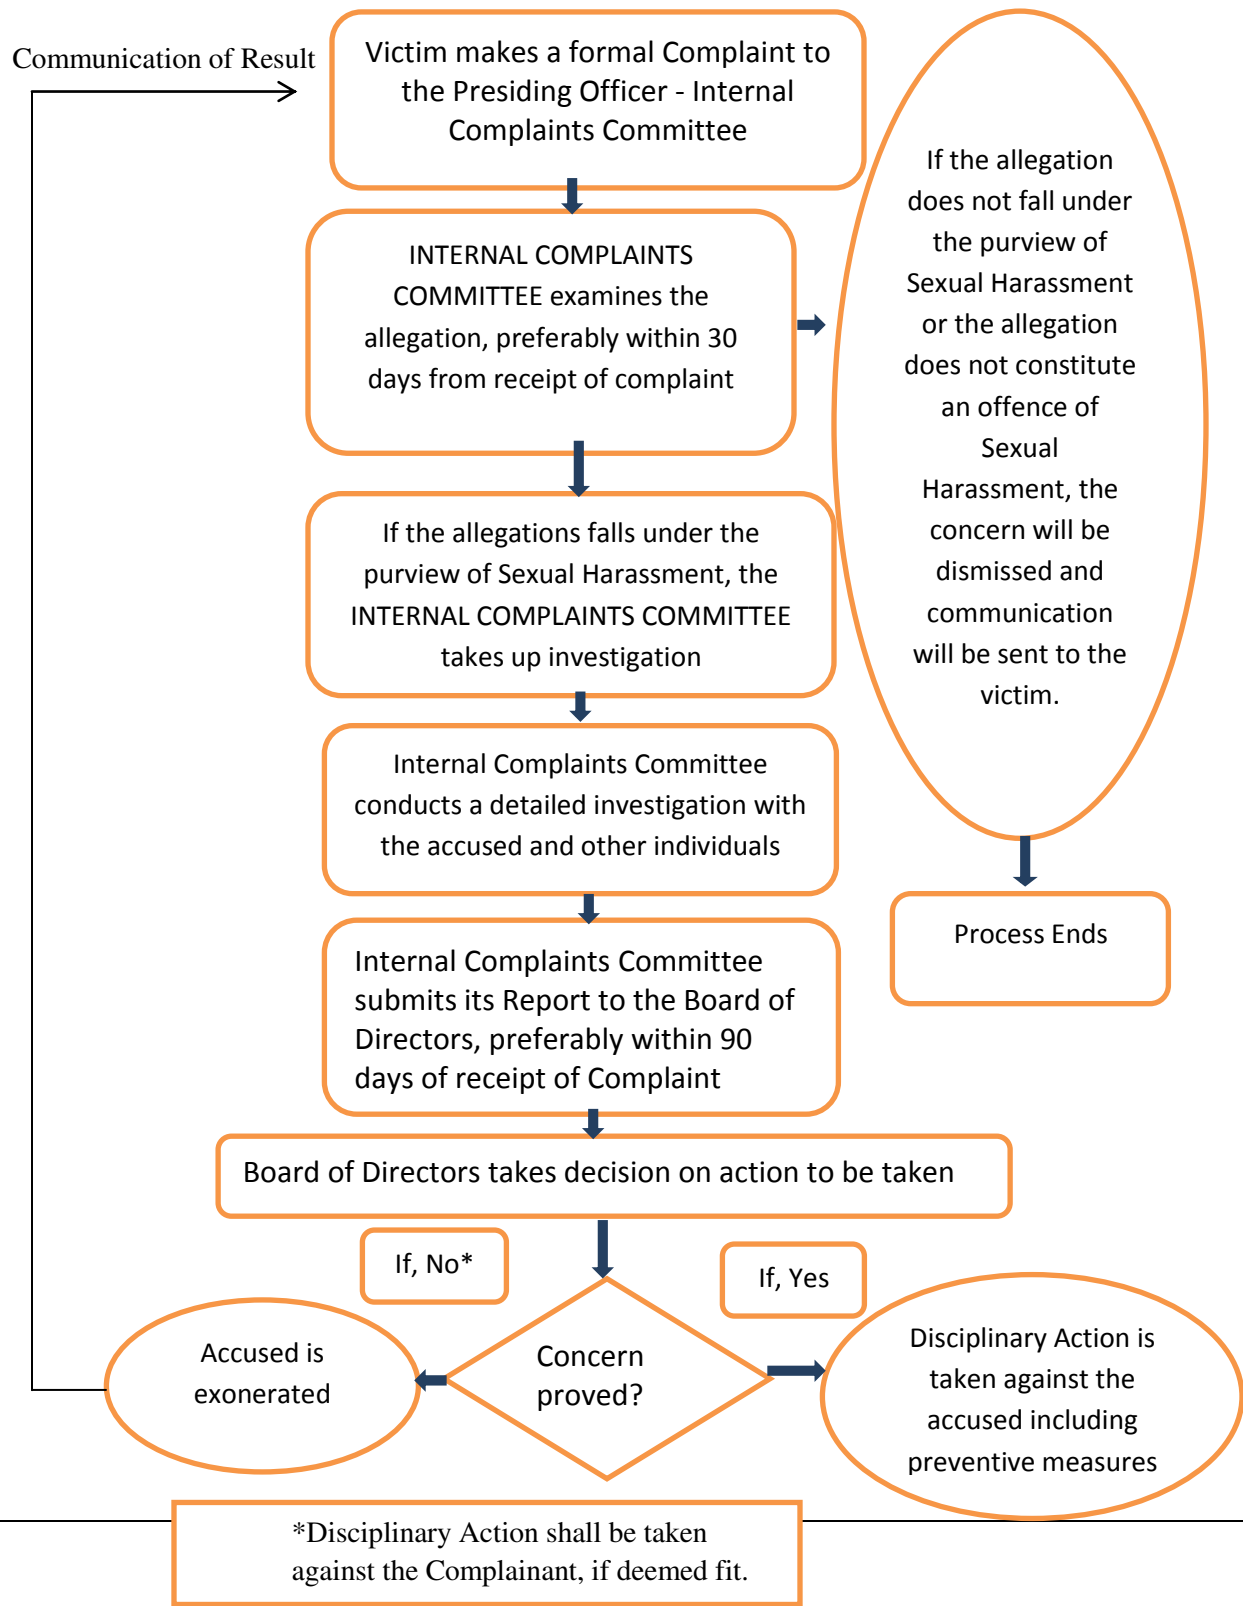 Communication of Result
Victim makes a formal Complaint to
the Presiding Officer - Internal
Complaints Committee
INTERNAL COMPLAINTS
COMMITTEE examines the
allegation, preferably within 30
days from receipt of complaint
If the allegation
does not fall under
the purview of
Sexual Harassment
or the allegation
does not constitute
an offence of
Sexual
Harassment, the
concern will be
dismissed and
communication
will be sent to the
victim.
If the allegations falls under the
purview of Sexual Harassment, the
INTERNAL COMPLAINTS COMMITTEE
takes up investigation
Internal Complaints Committee
conducts a detailed investigation with
the accused and other individuals
Process Ends
Internal Complaints Committee
submits its Report to the Board of
Directors, preferably within 90
days of receipt of Complaint
Board of Directors takes decision on action to be taken
If, No*
If, Yes
Accused is
exonerated
Concern
proved?
Disciplinary Action is
taken against the
accused including
preventive measures
*Disciplinary Action shall be taken
against the Complainant, if deemed fit.